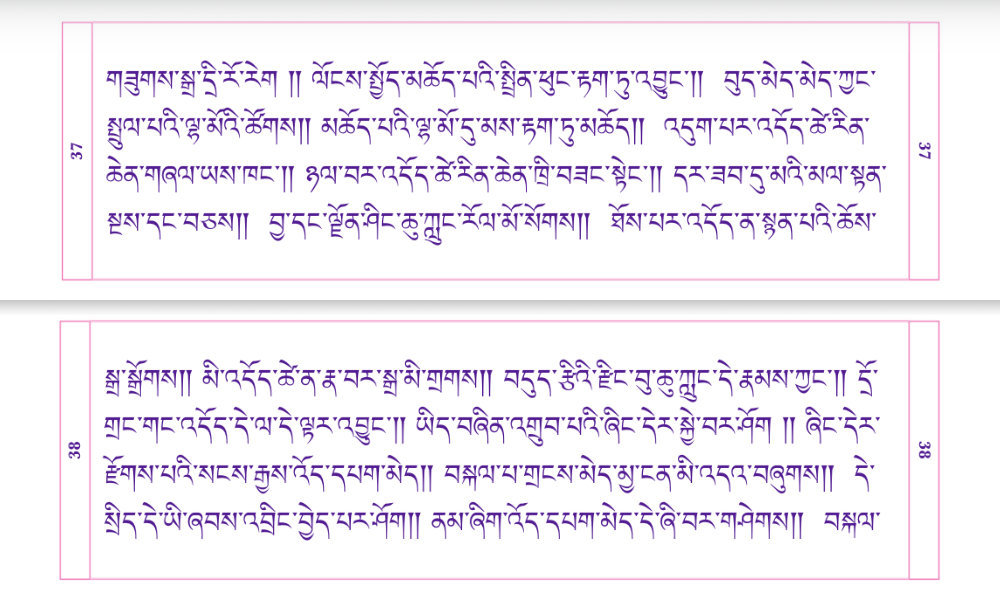 གཟུགས་སྒྲ་དྲི་རོ་རེག །། ལོངས་སྤྱོད་མཆོད་པའི་སྤྲིན་ཕུང་རྟག་ཏུ་འབྱུང་།། བུད་མེད་མེད་ཀྱང་
སྤྲུལ་པའི་ལྷ་མོའི་ཚོགས།། མཆོད་པའི་ལྷ་མོ་དུ་མས་རྟག་ཏུ་མཆོད།། འདུག་པར་འདོད་ཚེ་རིན་
37
37
ཆེན་གཞལ་ཡས་ཁང་།། ཉལ་བར་འདོད་ཚེ་རིན་ཆེན་ཁྲི་བཟང་སྟེང་།། དར་ཟབ་དུ་མའི་མལ་སྟན་
སྔས་དང་བཅས།། བྱ་དང་ལྗོན་ཤིང་ཆུ་ཀླུང་རོལ་མོ་སོགས།། ཐོས་པར་འདོད་ན་སྙན་པའི་ཆོས་
སྒྲ་སྒྲོགས།། མི་འདོད་ཚེ་ན་རྣ་བར་སྒྲ་མི་གྲགས།། བདུད་རྩིའི་རྫིང་བུ་ཆུ་ཀླུང་དེ་རྣམས་ཀྱང་།། དྲོ་
གྲང་གང་འདོད་དེ་ལ་དེ་ལྟར་འབྱུང་།། ཡིད་བཞིན་འགྲུབ་པའི་ཞིང་དེར་སྐྱེ་བར་ཤོག །། ཞིང་དེར་
38
38
རྫོགས་པའི་སངས་རྒྱས་འོད་དཔག་མེད།། བསྐལ་པ་གྲངས་མེད་མྱ་ངན་མི་འདའ་བཞུགས།། དེ་
སྲིད་དེ་ཡི་ཞབས་འབྲིང་བྱེད་པར་ཤོག།། ནམ་ཞིག་འོད་དཔག་མེད་དེ་ཞི་བར་གཤེགས།། བསྐལ་